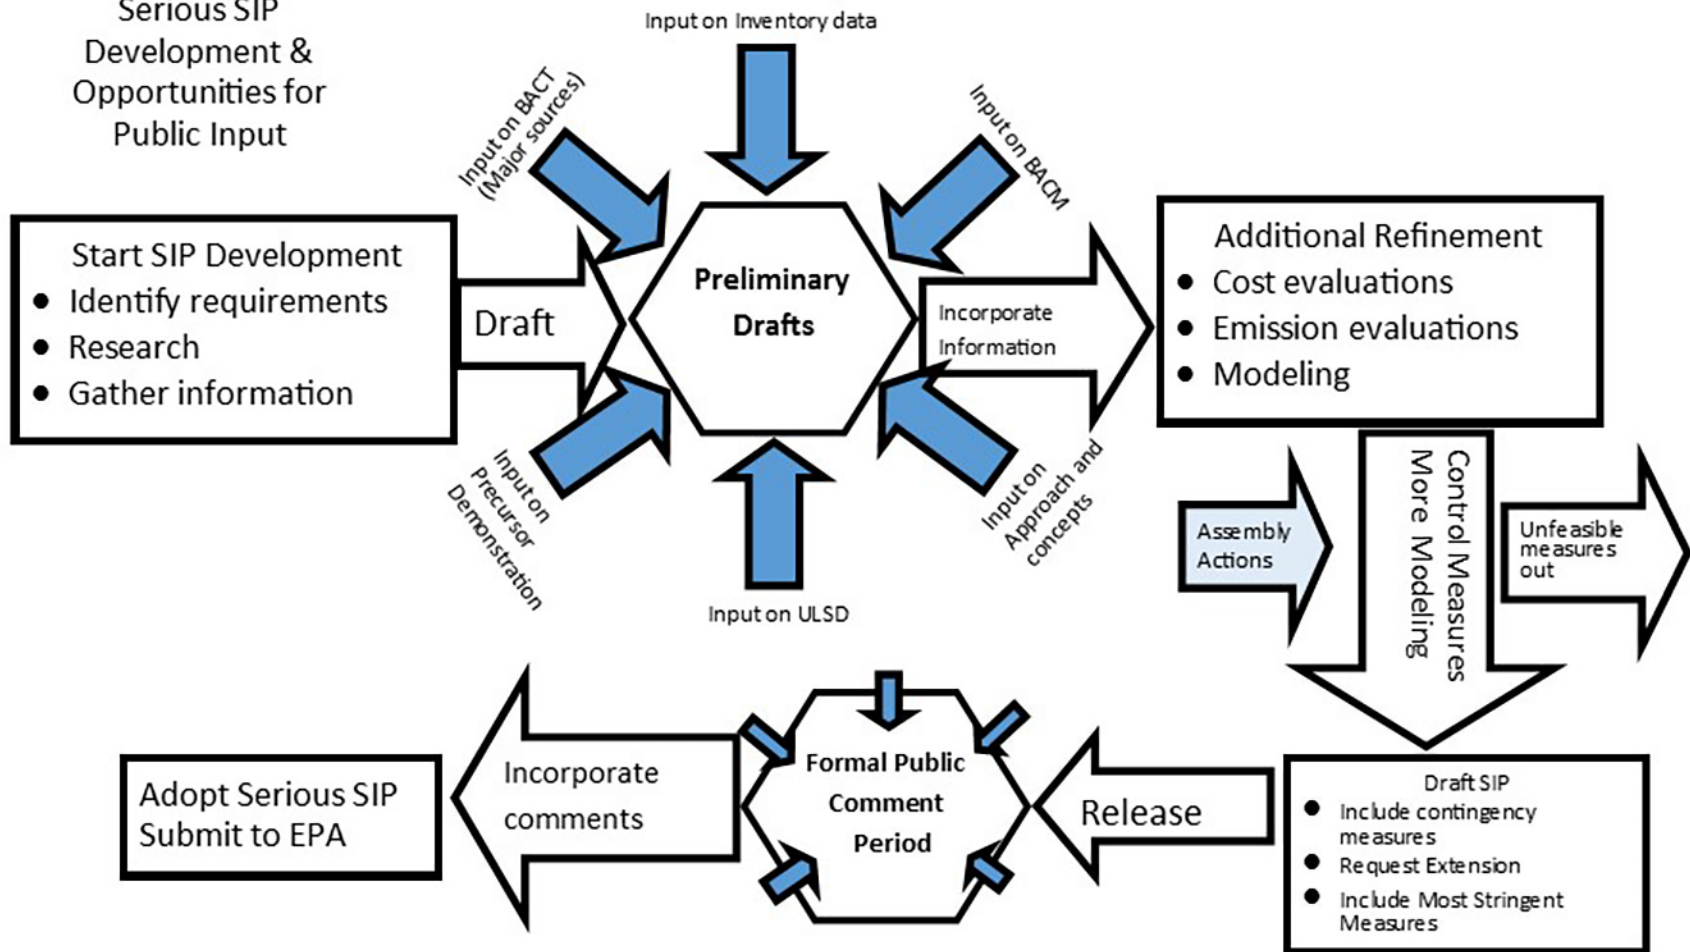 Serious SIP
Development &
Opportunities for
Public Input
Input on Inventory data
Input on BACT
(Major sources)
Input on BACM
Start SIP Development
• Identify requirements
• Research
• Gather information
Draft
Preliminary
Drafts
Incorporate
Information
Additional Refinement
• Cost evaluations
• Emission evaluations
• Modeling
Input on
Precursor
Demonstration
Input on ULSD
Input on
Approach and
concepts
Assembly
Actions
Control Measures
More Modeling
Unfeasible
measures
out
Draft SIP
• Include contingency
measures
• Request Extension
• Include Most Stringent
Measures
Release
Formal Public
Comment
Period
Incorporate
comments
Adopt Serious SIP
Submit to EPA